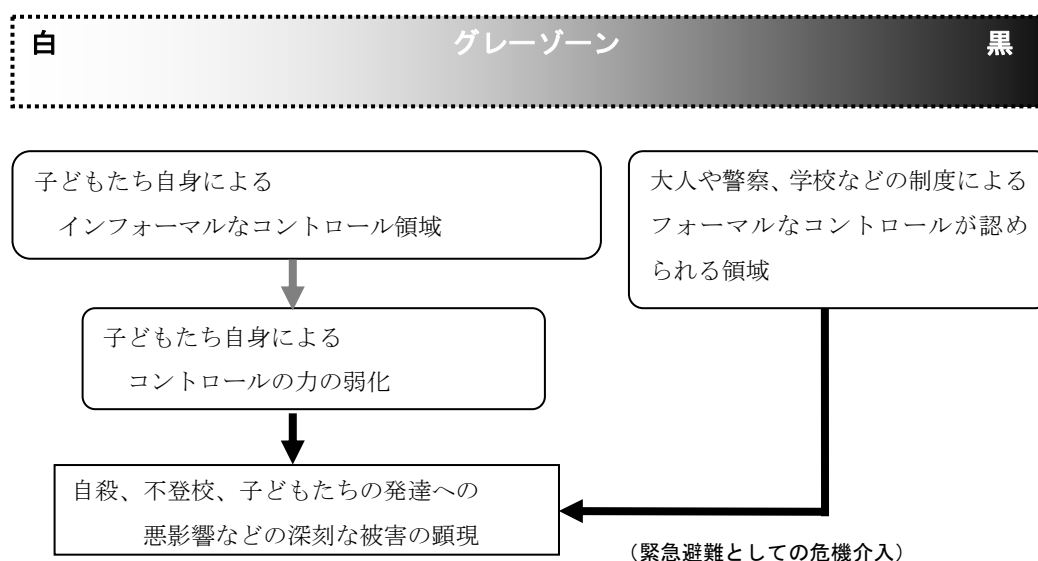 白 グレーゾーン 黒
子どもたち自身による
インフォーマルなコントロール領域
大人や警察、学校などの制度による
フォーマルなコントロールが認め
られる領域
子どもたち自身による
コントロールの力の弱化
自殺、不登校、子どもたちの発達への
悪影響などの深刻な被害の顕現
（緊急避難としての危機介入）